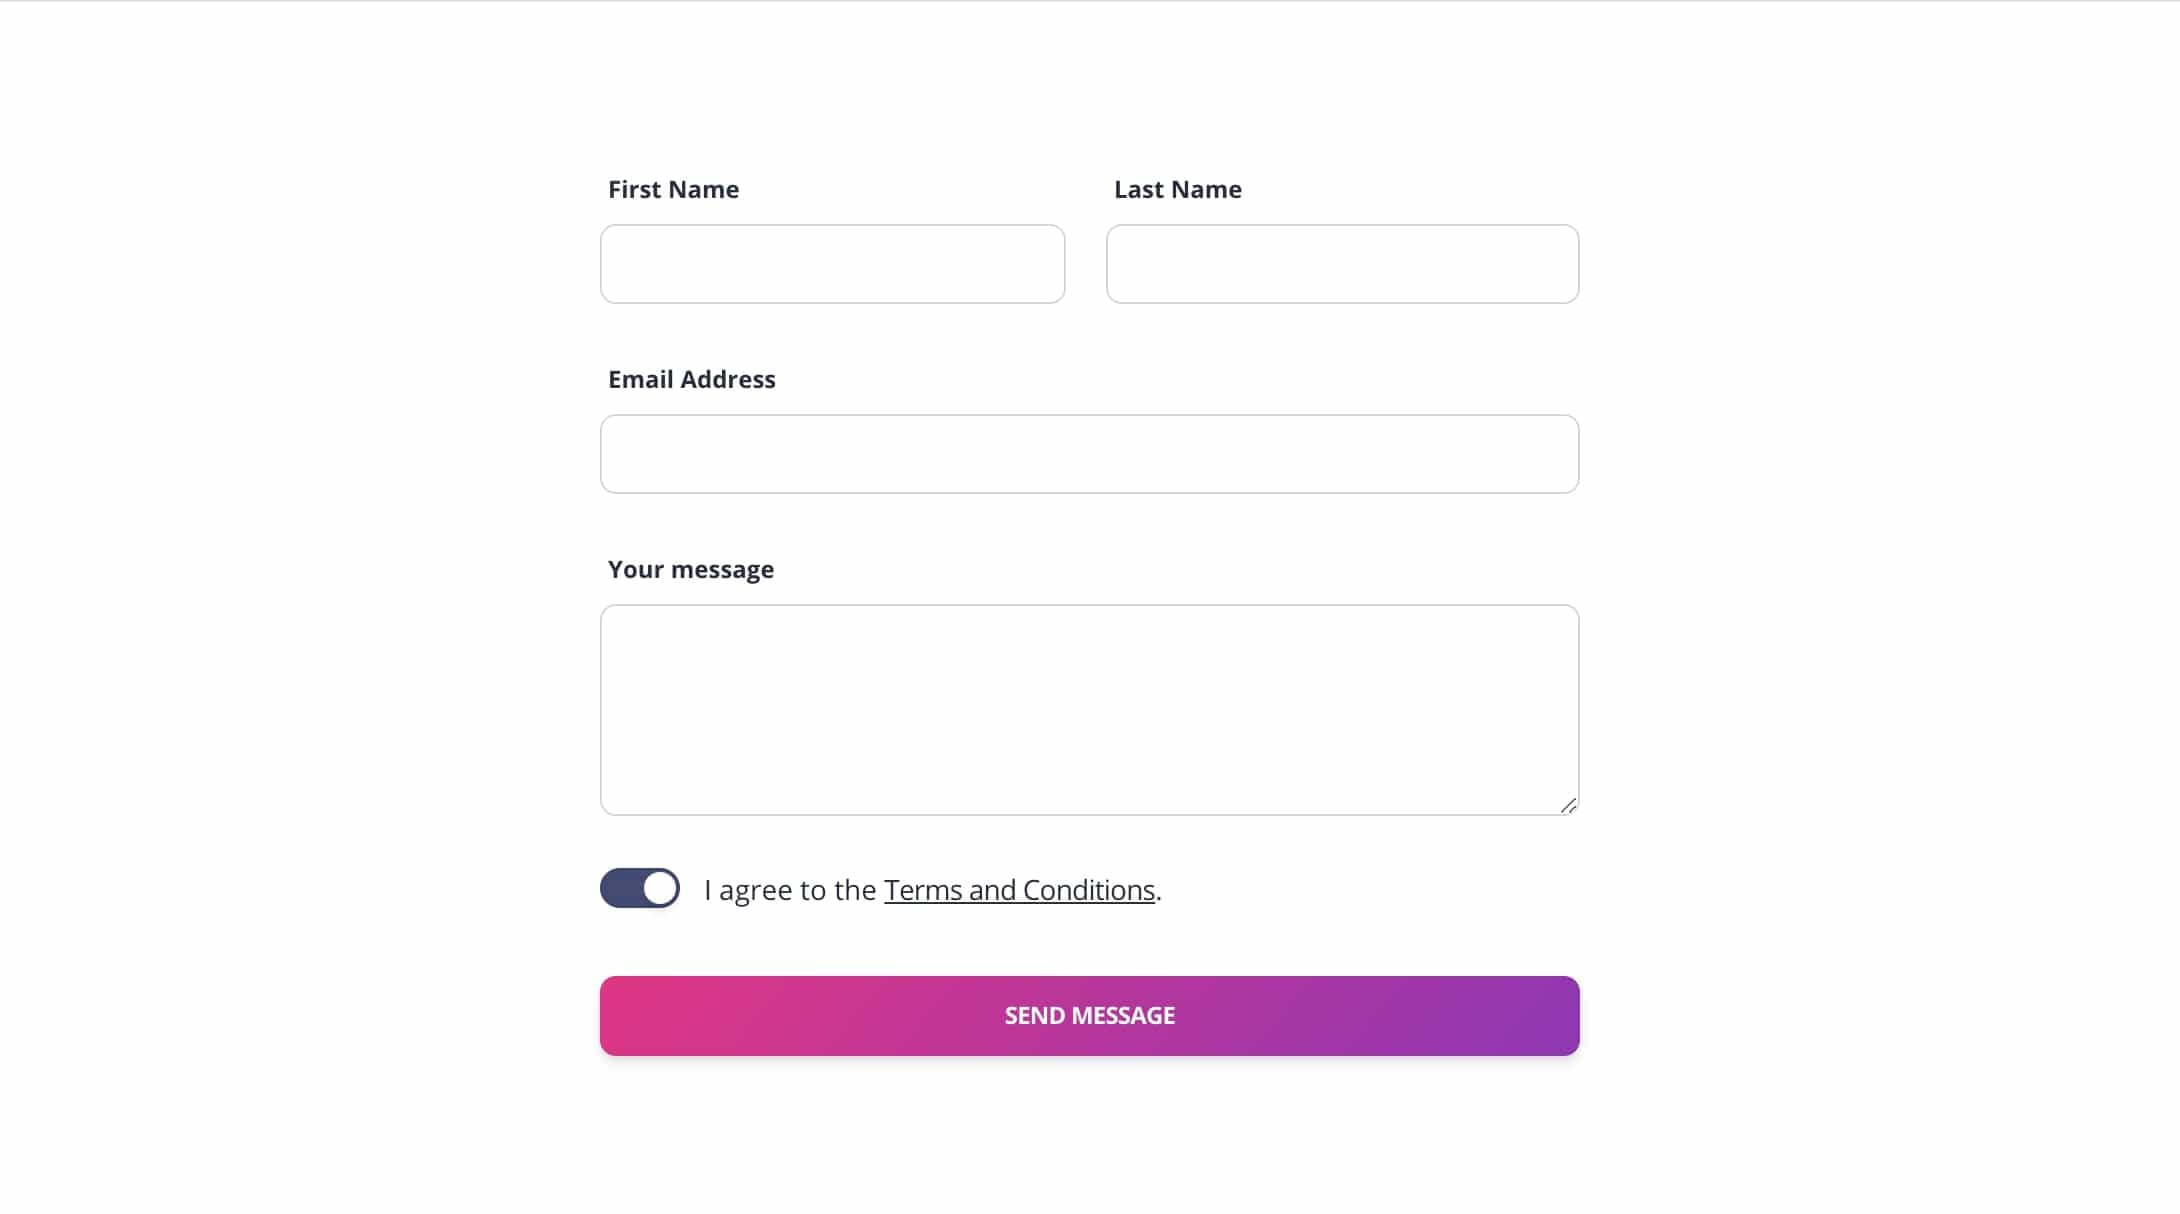 First Name
Last Name
Email Address
Your message
I agree to the Terms and Conditions.
SEND MESSAGE